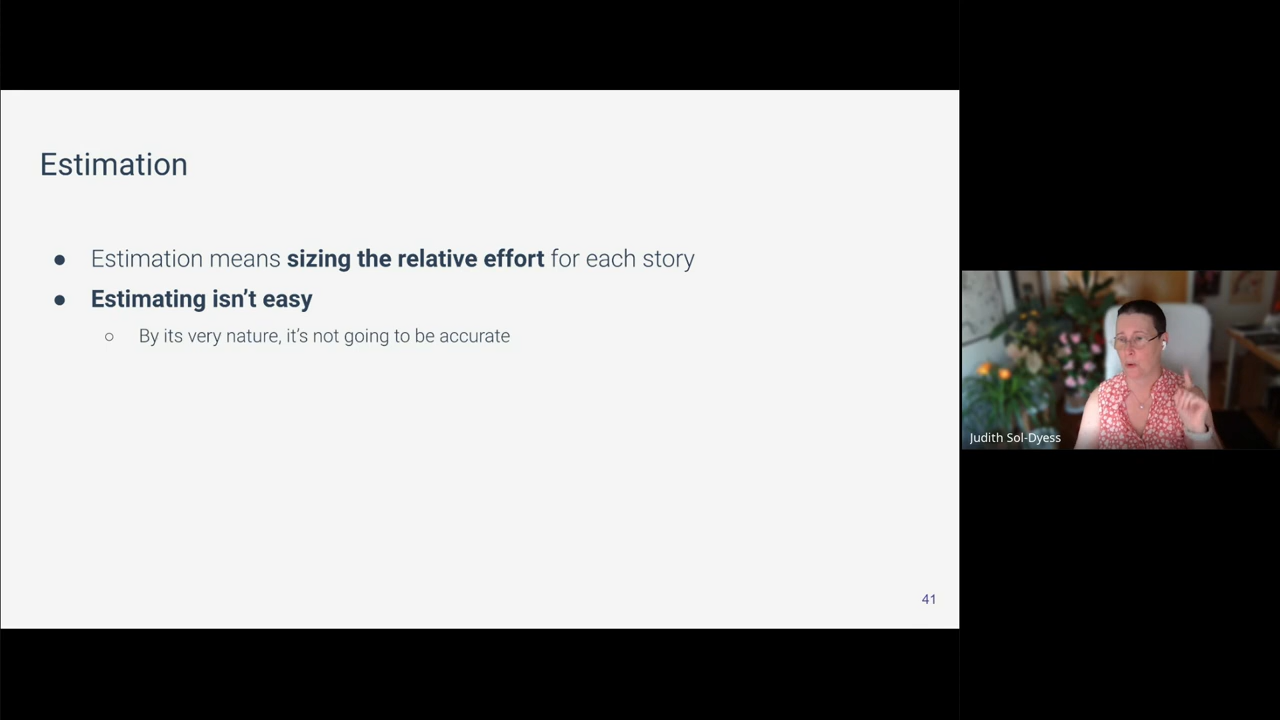 Estimation
● Estimation means sizing the relative effort for each story
● Estimating isn’t easy
○ By its very nature, it’s not going to be accurate
41
Judith Sol-Dyess